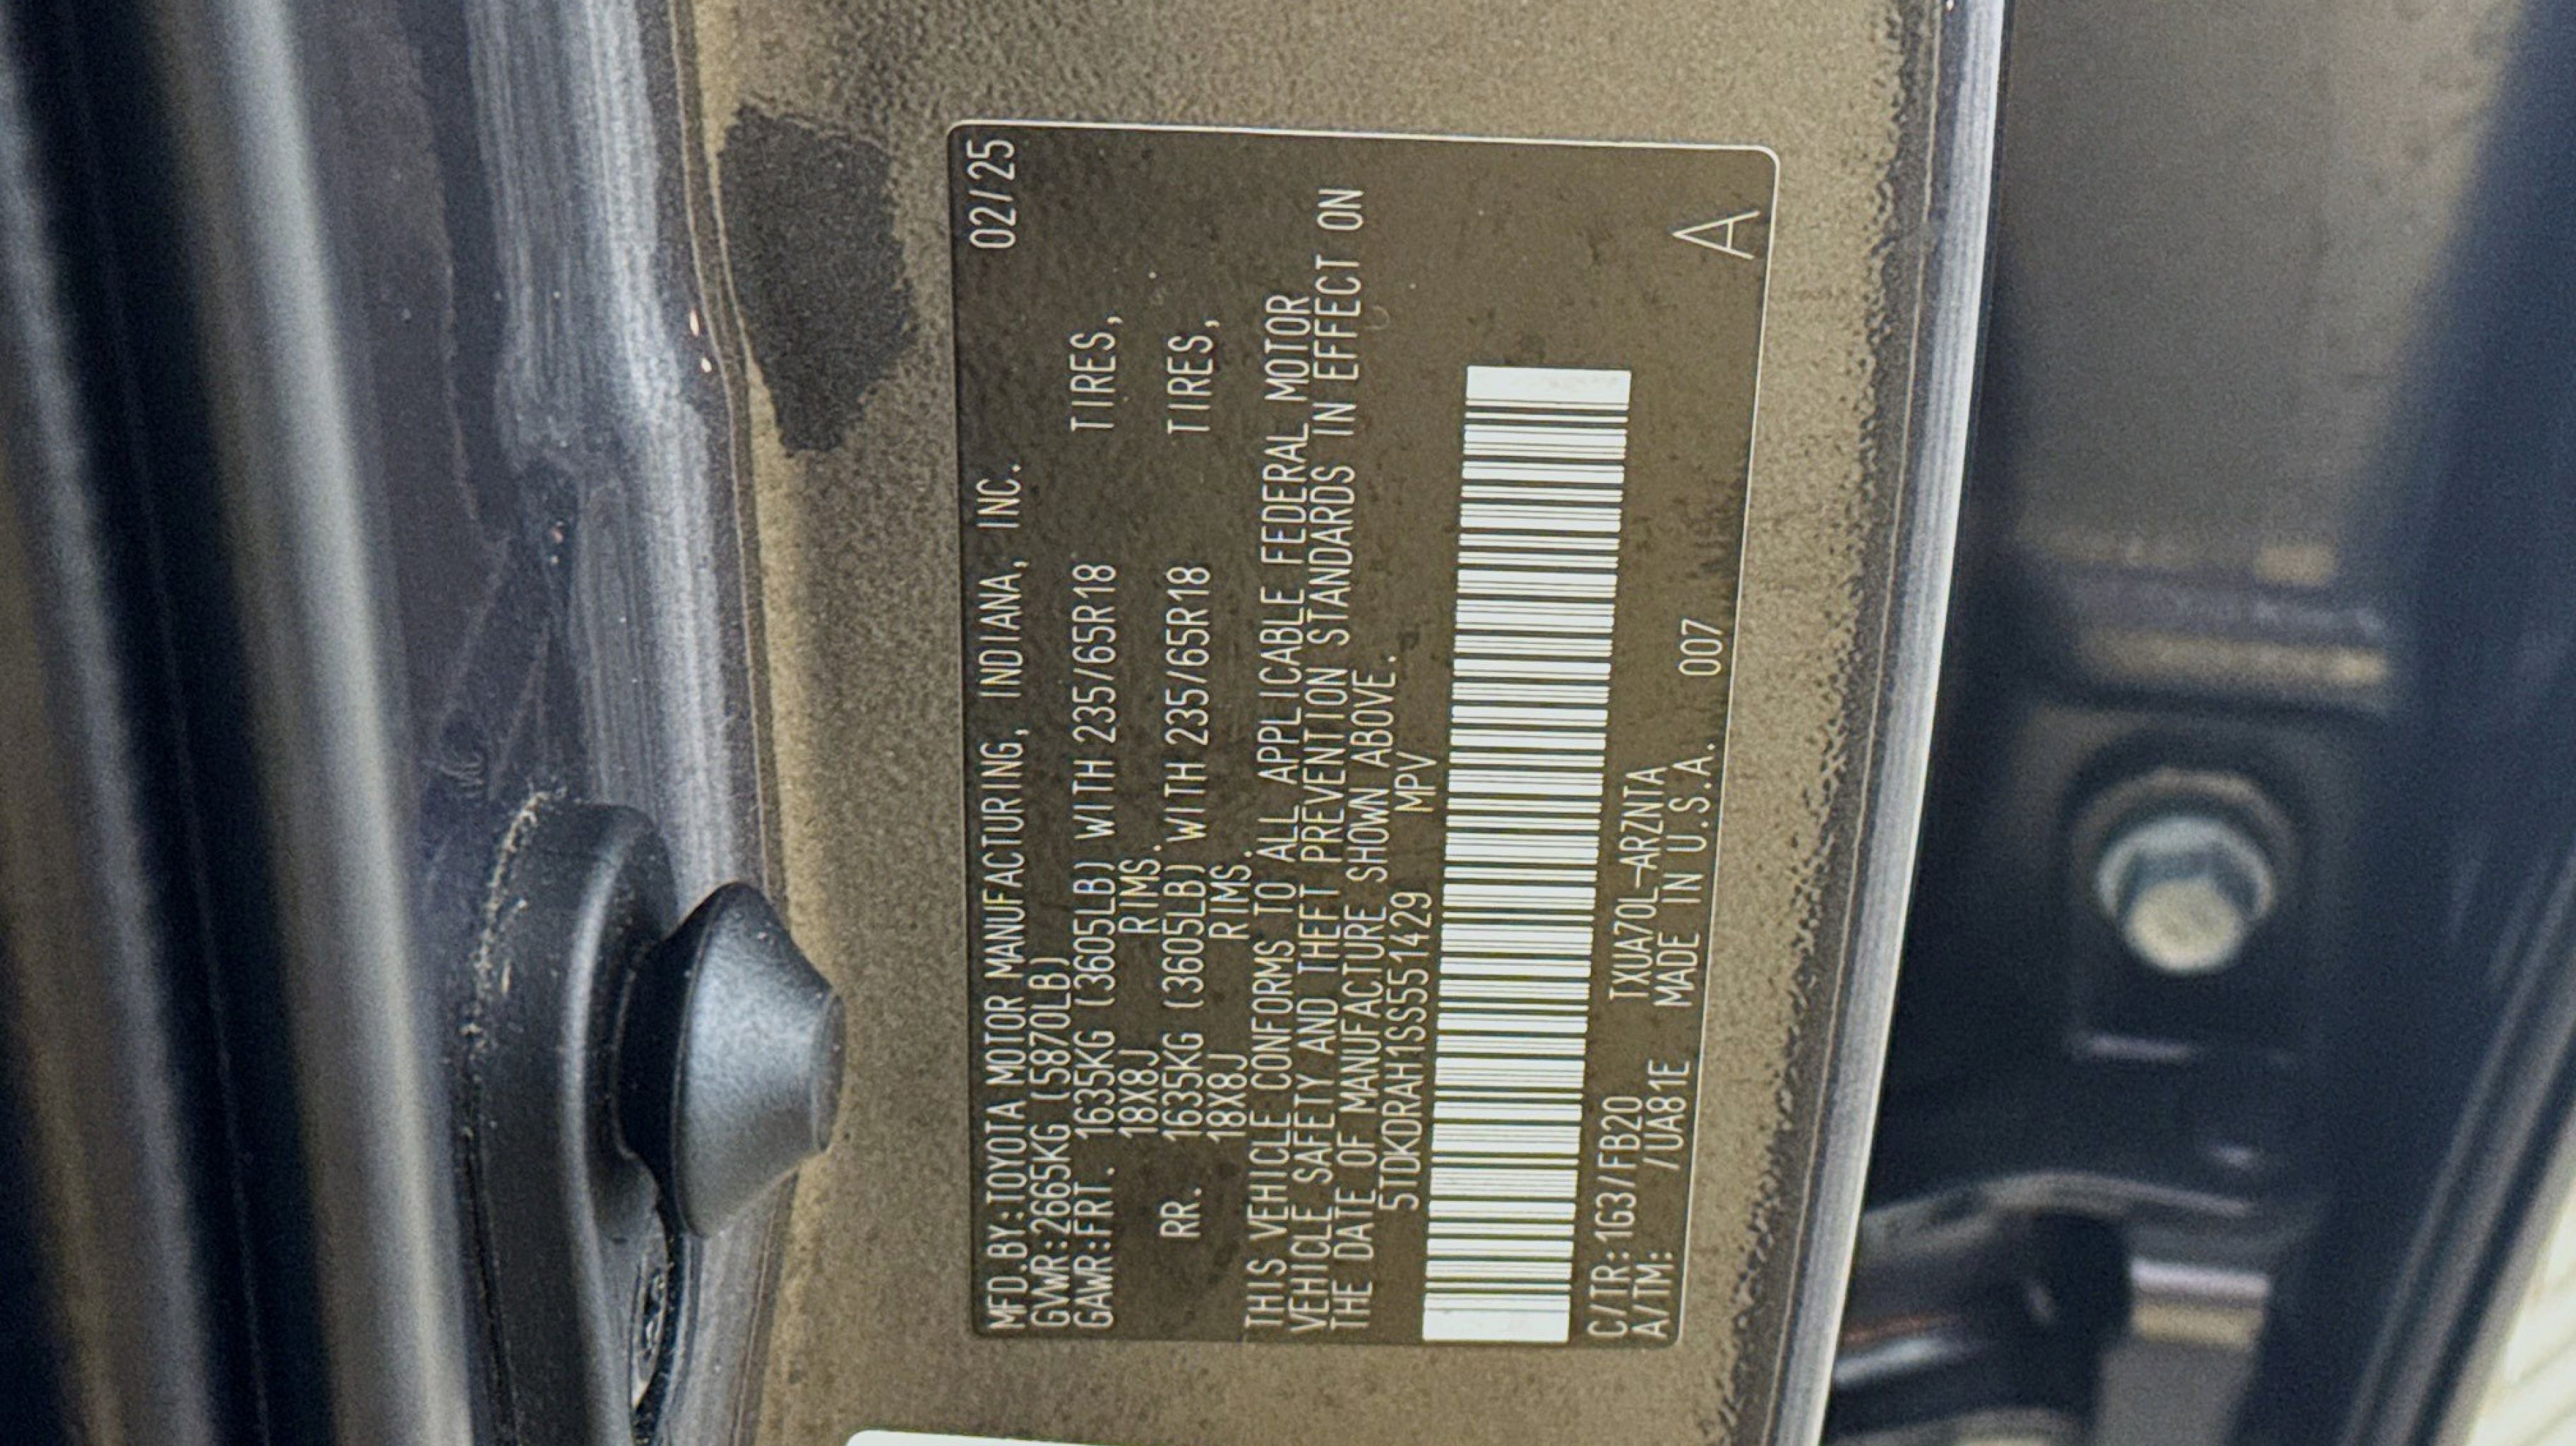 MFD.BY:TOYOTA MOTOR MANUFACTURING, INDIANA, INC. 02/25
GVWR:2665KG (5870LB)
GAWR:FRT. 1635KG (3605LB) WITH 235/65R18 TIRES,
18X8J RIMS.
RR. 1635KG (3605LB) WITH 235/65R18 TIRES,
18X8J RIMS.
THIS VEHICLE CONFORMS TO ALL APPLICABLE FEDERAL MOTOR
VEHICLE SAFETY AND THEFT PREVENTION STANDARDS IN EFFECT ON
THE DATE OF MANUFACTURE SHOWN ABOVE.
5TDKDRAH1SS551429 MPV
C/TR:1G3/FB20 TXUA70L-ARZNTA
A/TM: /UA81E MADE IN U.S.A. 007
A